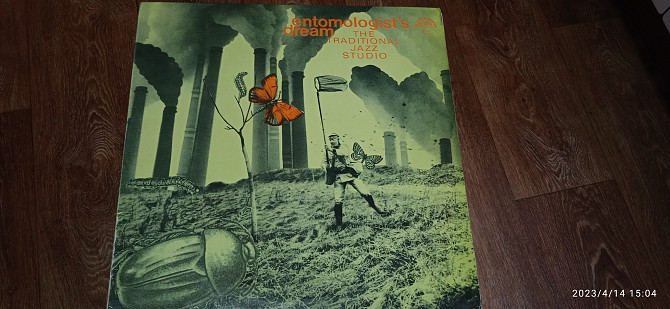 entomologist's
dream
THE
TRADITIONAL
JAZZ
STUDIO
2023/4/14 15:04